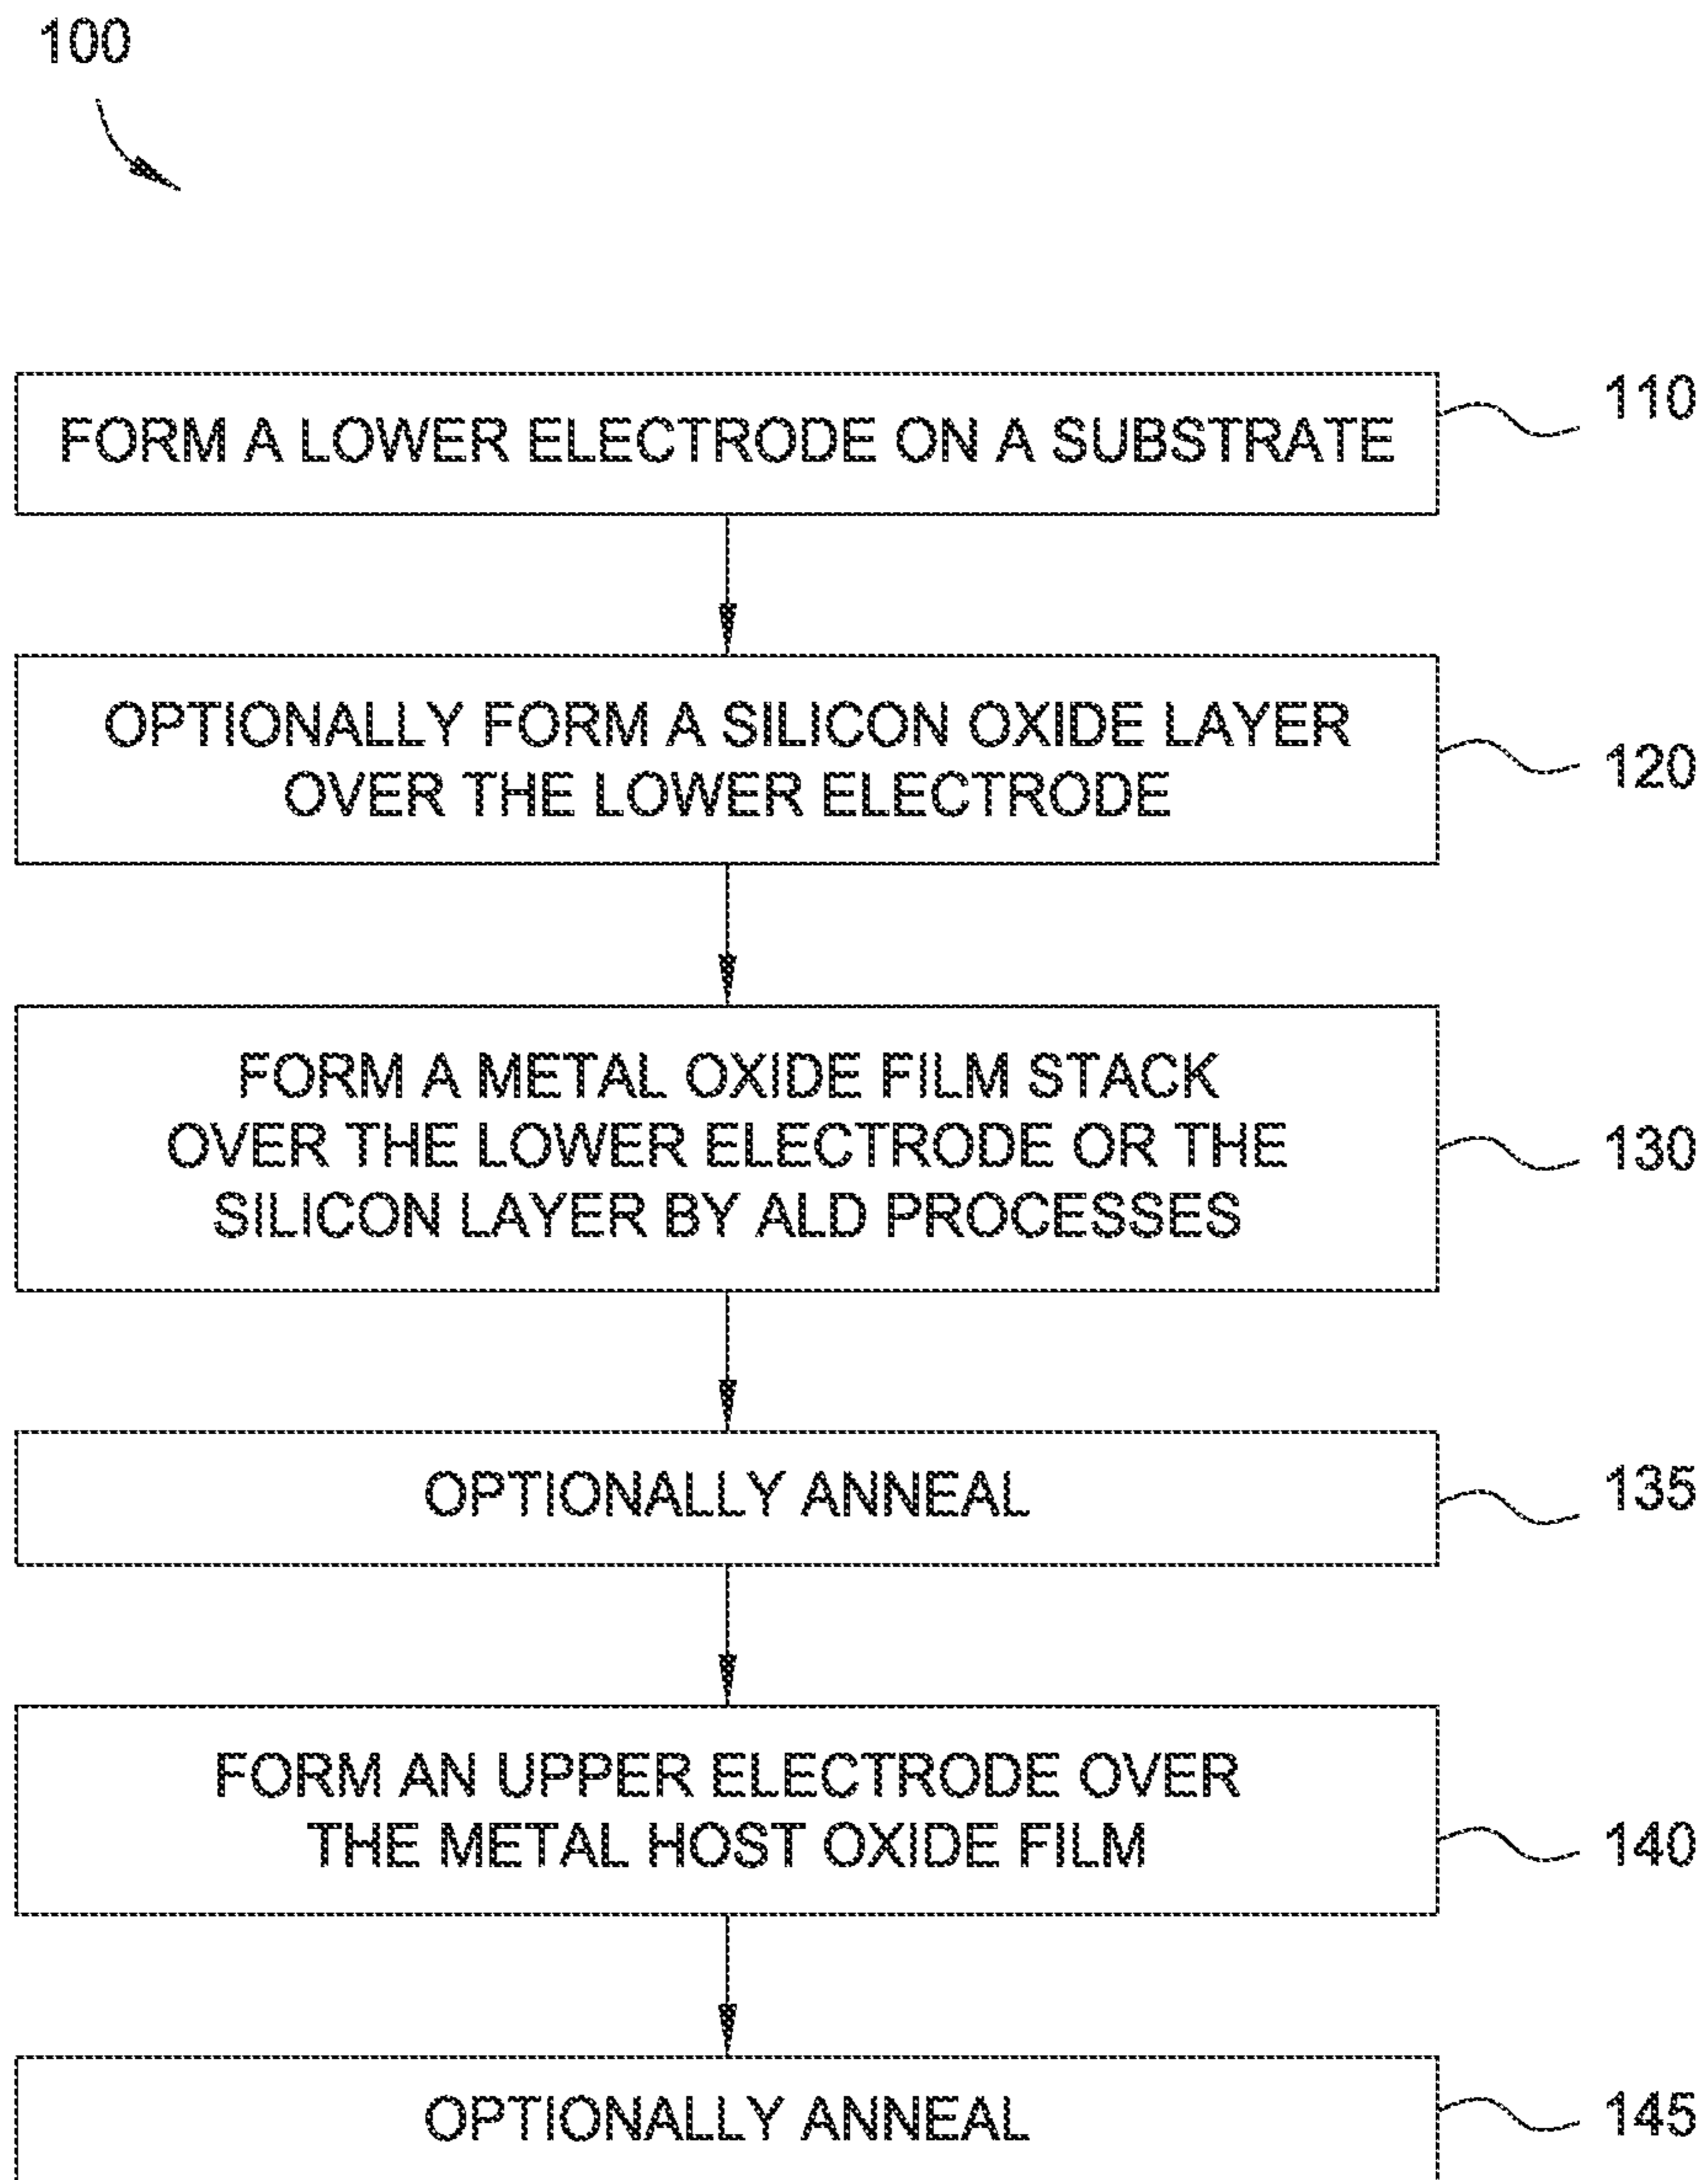 100
FORM A LOWER ELECTRODE ON A SUBSTRATE
110
OPTIONALLY FORM A SILICON OXIDE LAYER
OVER THE LOWER ELECTRODE
120
FORM A METAL OXIDE FILM STACK
OVER THE LOWER ELECTRODE OR THE
SILICON LAYER BY ALD PROCESSES
130
OPTIONALLY ANNEAL
135
FORM AN UPPER ELECTRODE OVER
THE METAL HOST OXIDE FILM
140
OPTIONALLY ANNEAL
145